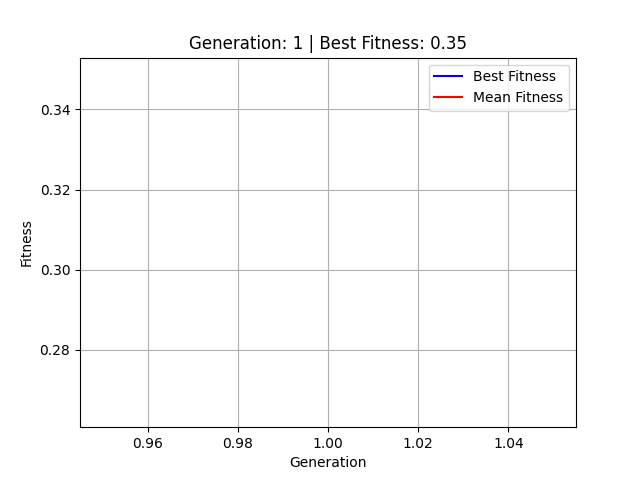 Generation: 1 | Best Fitness: 0.35
Best Fitness
Mean Fitness
0.34
0.32
0.30
0.28
Fitness
0.96 0.98 1.00 1.02 1.04
Generation